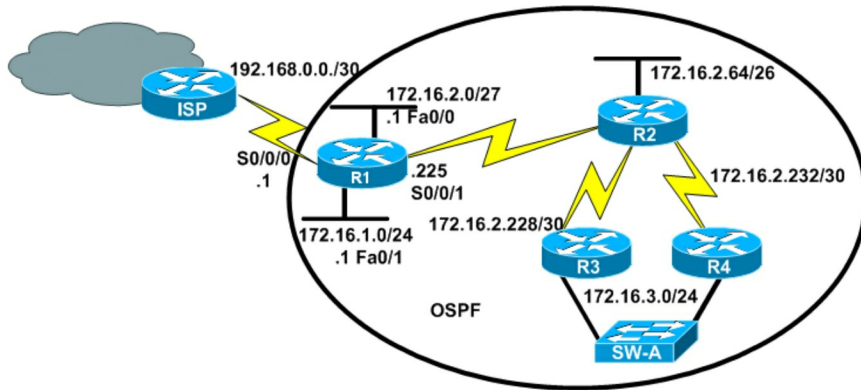 192.168.0.0./30
ISP
172.16.2.0/27
.1 Fa0/0
172.16.2.64/26
R2
S0/0/0
.1
R1
.225
S0/0/1
172.16.2.232/30
172.16.1.0/24
.1 Fa0/1
172.16.2.228/30
R3
R4
172.16.3.0/24
OSPF
SW-A